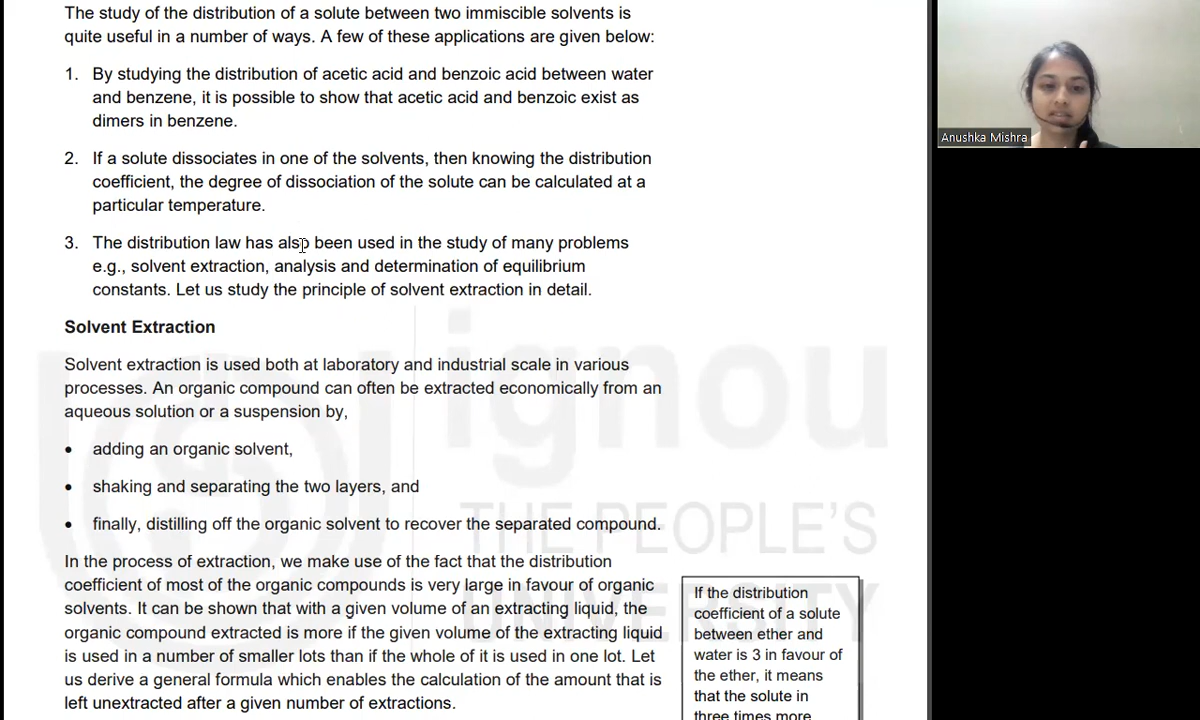 The study of the distribution of a solute between two immiscible solvents is
quite useful in a number of ways. A few of these applications are given below:
1. By studying the distribution of acetic acid and benzoic acid between water
and benzene, it is possible to show that acetic acid and benzoic exist as
dimers in benzene.
2. If a solute dissociates in one of the solvents, then knowing the distribution
coefficient, the degree of dissociation of the solute can be calculated at a
particular temperature.
3. The distribution law has also been used in the study of many problems
e.g., solvent extraction, analysis and determination of equilibrium
constants. Let us study the principle of solvent extraction in detail.
Solvent Extraction
Solvent extraction is used both at laboratory and industrial scale in various
processes. An organic compound can often be extracted economically from an
aqueous solution or a suspension by,
• adding an organic solvent,
• shaking and separating the two layers, and
• finally, distilling off the organic solvent to recover the separated compound.
In the process of extraction, we make use of the fact that the distribution
coefficient of most of the organic compounds is very large in favour of organic
solvents. It can be shown that with a given volume of an extracting liquid, the
organic compound extracted is more if the given volume of the extracting liquid
is used in a number of smaller lots than if the whole of it is used in one lot. Let
us derive a general formula which enables the calculation of the amount that is
left unextracted after a given number of extractions.
If the distribution
coefficient of a solute
between ether and
water is 3 in favour of
the ether, it means
that the solute in
three times more
ignou
THE PEOPLE'S
UNIVERSITY
Anushka Mishra